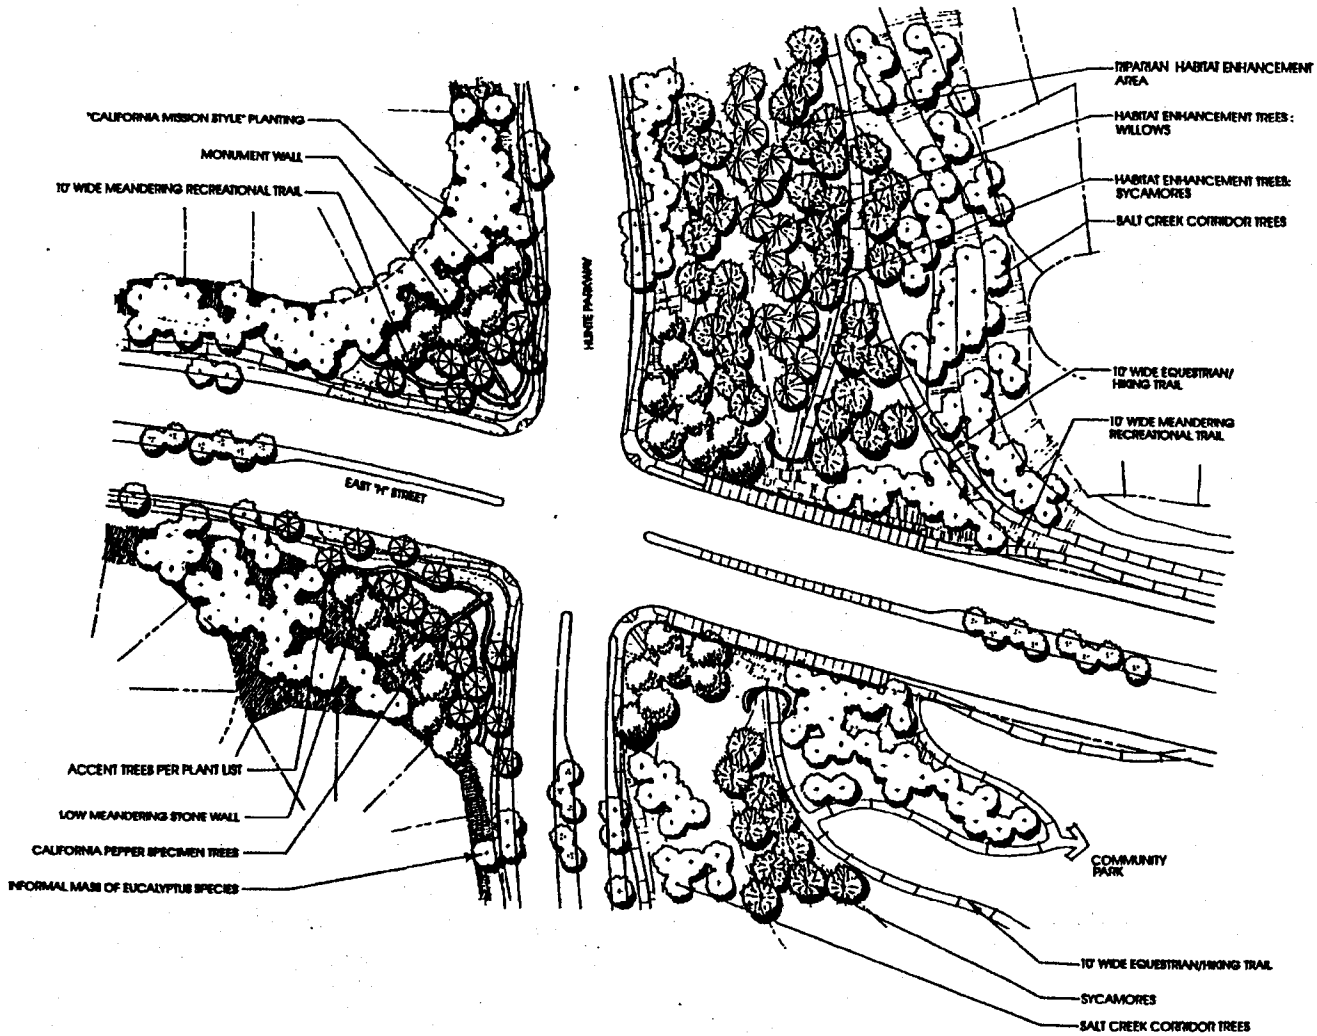 "CALIFORNIA MISSION STYLE" PLANTING
MONUMENT WALL
10' WIDE MEANDERING RECREATIONAL TRAIL
RIPARIAN HABITAT ENHANCEMENT
AREA
HABITAT ENHANCEMENT TREES :
WILLOWS
HABITAT ENHANCEMENT TREES:
SYCAMORES
SALT CREEK CORRIDOR TREES
HUNTE PARKWAY
10' WIDE EQUESTRIAN/
HIKING TRAIL
10' WIDE MEANDERING
RECREATIONAL TRAIL
EAST "H" STREET
ACCENT TREES PER PLANT LIST
LOW MEANDERING STONE WALL
CALIFORNIA PEPPER SPECIMEN TREES
INFORMAL MASS OF EUCALYPTUS SPECIES
COMMUNITY
PARK
10' WIDE EQUESTRIAN/HIKING TRAIL
SYCAMORES
SALT CREEK CORRIDOR TREES